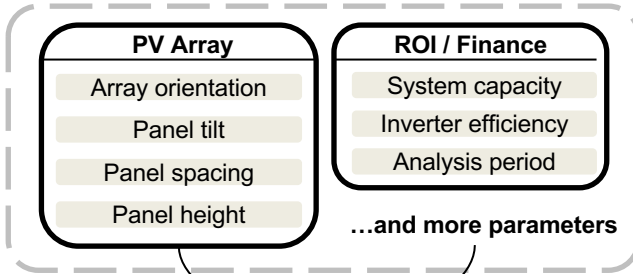 PV Array
Array orientation
Panel tilt
Panel spacing
Panel height
ROI / Finance
System capacity
Inverter efficiency
Analysis period
...and more parameters